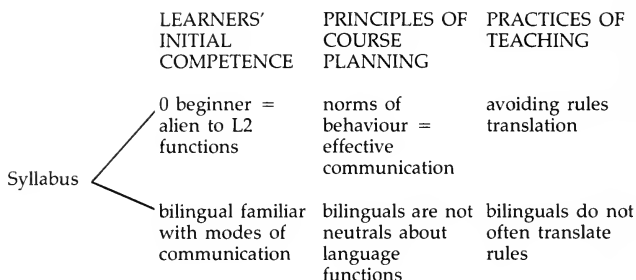 LEARNERS' PRINCIPLES OF PRACTICES OF
INITIAL COURSE TEACHING
COMPETENCE PLANNING
0 beginner = norms of avoiding rules
alien to L2 behaviour = translation
functions effective
communication
Syllabus
bilingual familiar bilinguals are not bilinguals do not
with modes of neutrals about often translate
communication language rules
functions